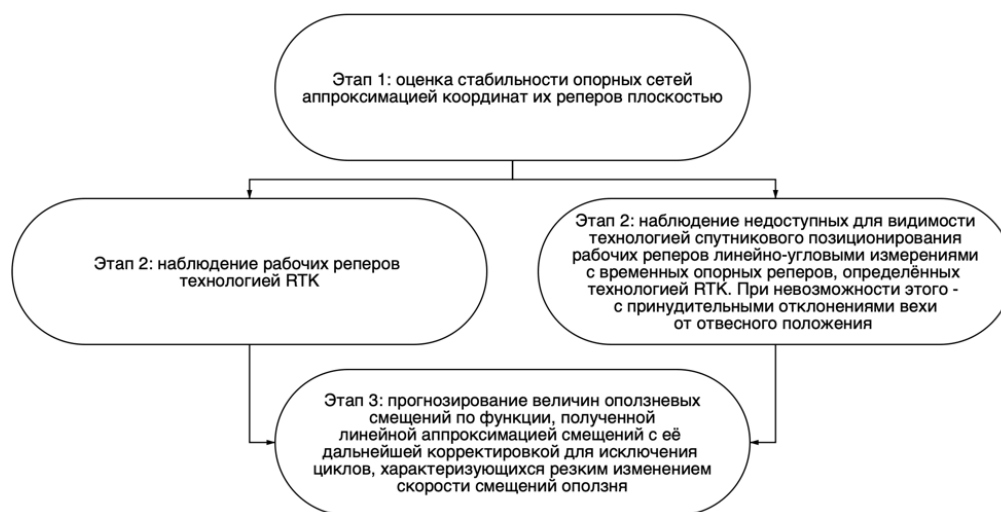 Этап 1: оценка стабильности опорных сетей
аппроксимацией координат их реперов плоскостью
Этап 2: наблюдение рабочих реперов
технологией RTK
Этап 2: наблюдение недоступных для видимости
технологией спутникового позиционирования
рабочих реперов линейно-угловыми измерениями
с временных опорных реперов, определённых
технологией RTK. При невозможности этого -
с принудительными отклонениями вехи
от отвесного положения
Этап 3: прогнозирование величин оползневых
смещений по функции, полученной
линейной аппроксимацией смещений с её
дальнейшей корректировкой для исключения
циклов, характеризующихся резким изменением
скорости смещений оползня